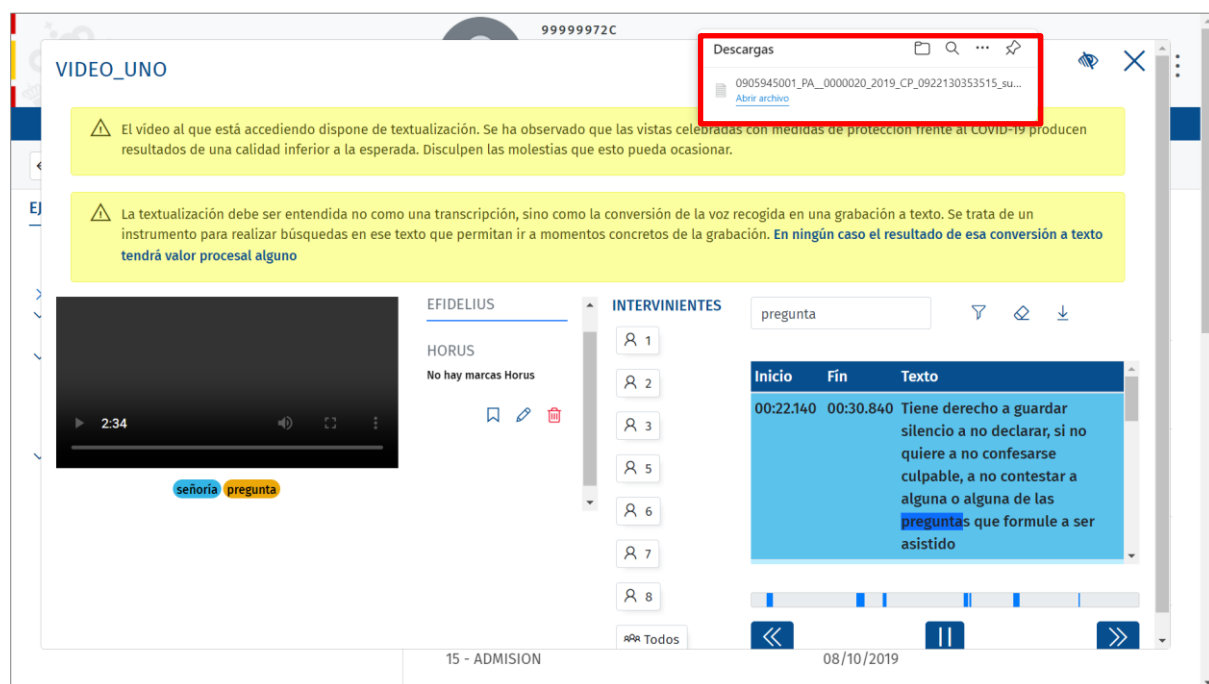 99999972C
Descargas
0905945001_PA__0000020_2019_CP_0922130353515_su...
Abrir archivo
VIDEO_UNO
El vídeo al que está accediendo dispone de textualización. Se ha observado que las vistas celebradas con medidas de protección frente al COVID-19 producen
resultados de una calidad inferior a la esperada. Disculpen las molestias que esto pueda ocasionar.
EJ
La textualización debe ser entendida no como una transcripción, sino como la conversión de la voz recogida en una grabación a texto. Se trata de un
instrumento para realizar búsquedas en ese texto que permitan ir a momentos concretos de la grabación. En ningún caso el resultado de esa conversión a texto
tendrá valor procesal alguno
2:34
señoría pregunta
EFIDELIUS
HORUS
No hay marcas Horus
INTERVINIENTES
1
2
3
5
6
7
8
Todos
pregunta
Inicio Fín Texto
00:22.140 00:30.840 Tiene derecho a guardar
silencio a no declarar, si no
quiere a no confesarse
culpable, a no contestar a
alguna o alguna de las
preguntas que formule a ser
asistido
15 - ADMISION 08/10/2019